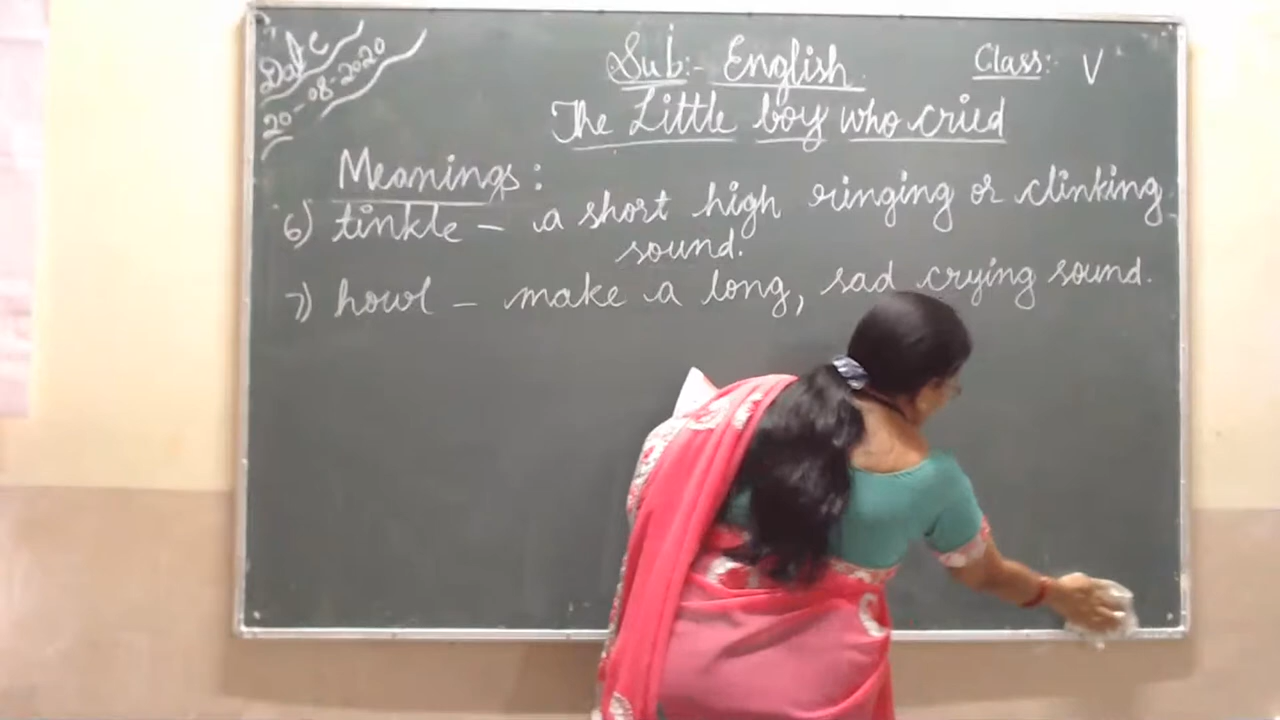 Date
20-08-2020
Sub:- English
Class: V
The Little boy who cried
Meanings:
6) tinkle - a short high ringing or clinking
sound.
7) howl - make a long, sad crying sound.